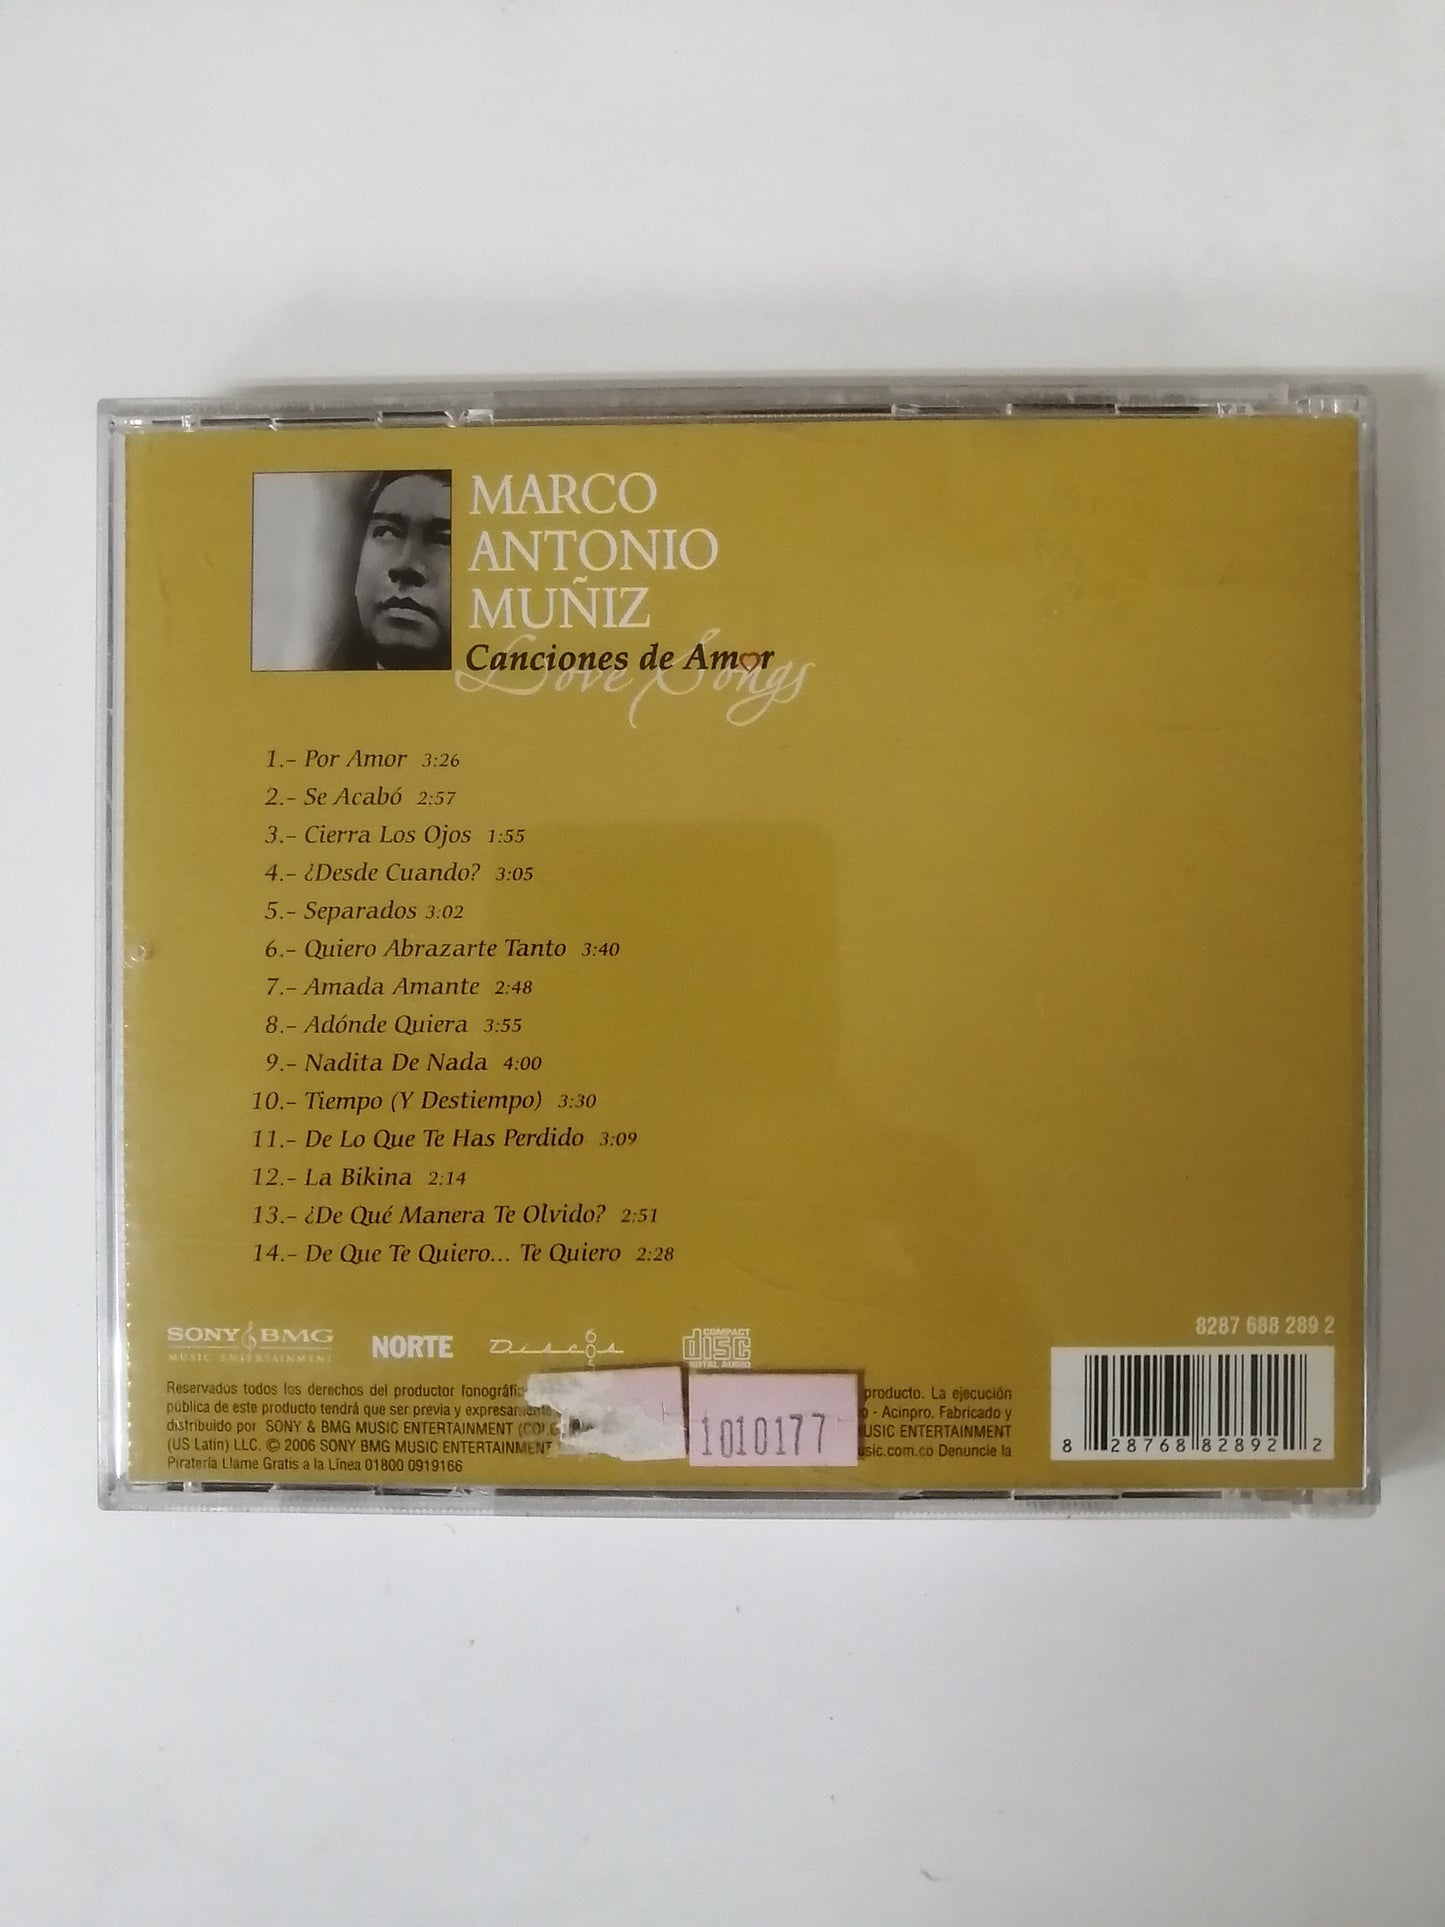 MARCO
ANTONIO
MUÑIZ
Canciones de Amor
Love Songs
1.- Por Amor 3:26
2.- Se Acabó 2:57
3.- Cierra Los Ojos 1:55
4.- ¿Desde Cuando? 3:05
5.- Separados 3:02
6.- Quiero Abrazarte Tanto 3:40
7.- Amada Amante 2:48
8.- Adónde Quiera 3:55
9.- Nadita De Nada 4:00
10.- Tiempo (Y Destiempo) 3:30
11.- De Lo Que Te Has Perdido 3:09
12.- La Bikina 2:14
13.- ¿De Qué Manera Te Olvido? 2:51
14.- De Que Te Quiero... Te Quiero 2:28
8287 688 289 2
SONY BMG
MUSIC ENTERTAINMENT
NORTE
Discos 605
COMPACT
disc
DIGITAL AUDIO
Reservados todos los derechos del productor producto. La ejecución
pública de este producto tendrá que ser previa y - Acinpro. Fabricado y
distribuido por SONY & BMG MUSIC ENTERTAINMENT MUSIC ENTERTAINMENT
(US Latin) LLC. © 2006 SONY BMG MUSIC ENTERTAINMENT Denuncie la
Piratería Llame Gratis a la Línea 01800 0919166
1010177
8 28768 82892 2